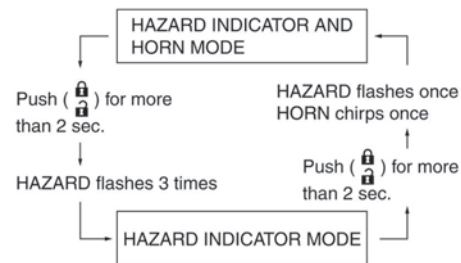 HAZARD INDICATOR AND
HORN MODE
Push ( ) for more
than 2 sec.
HAZARD flashes 3 times
HAZARD INDICATOR MODE
Push ( ) for more
than 2 sec.
HAZARD flashes once
HORN chirps once